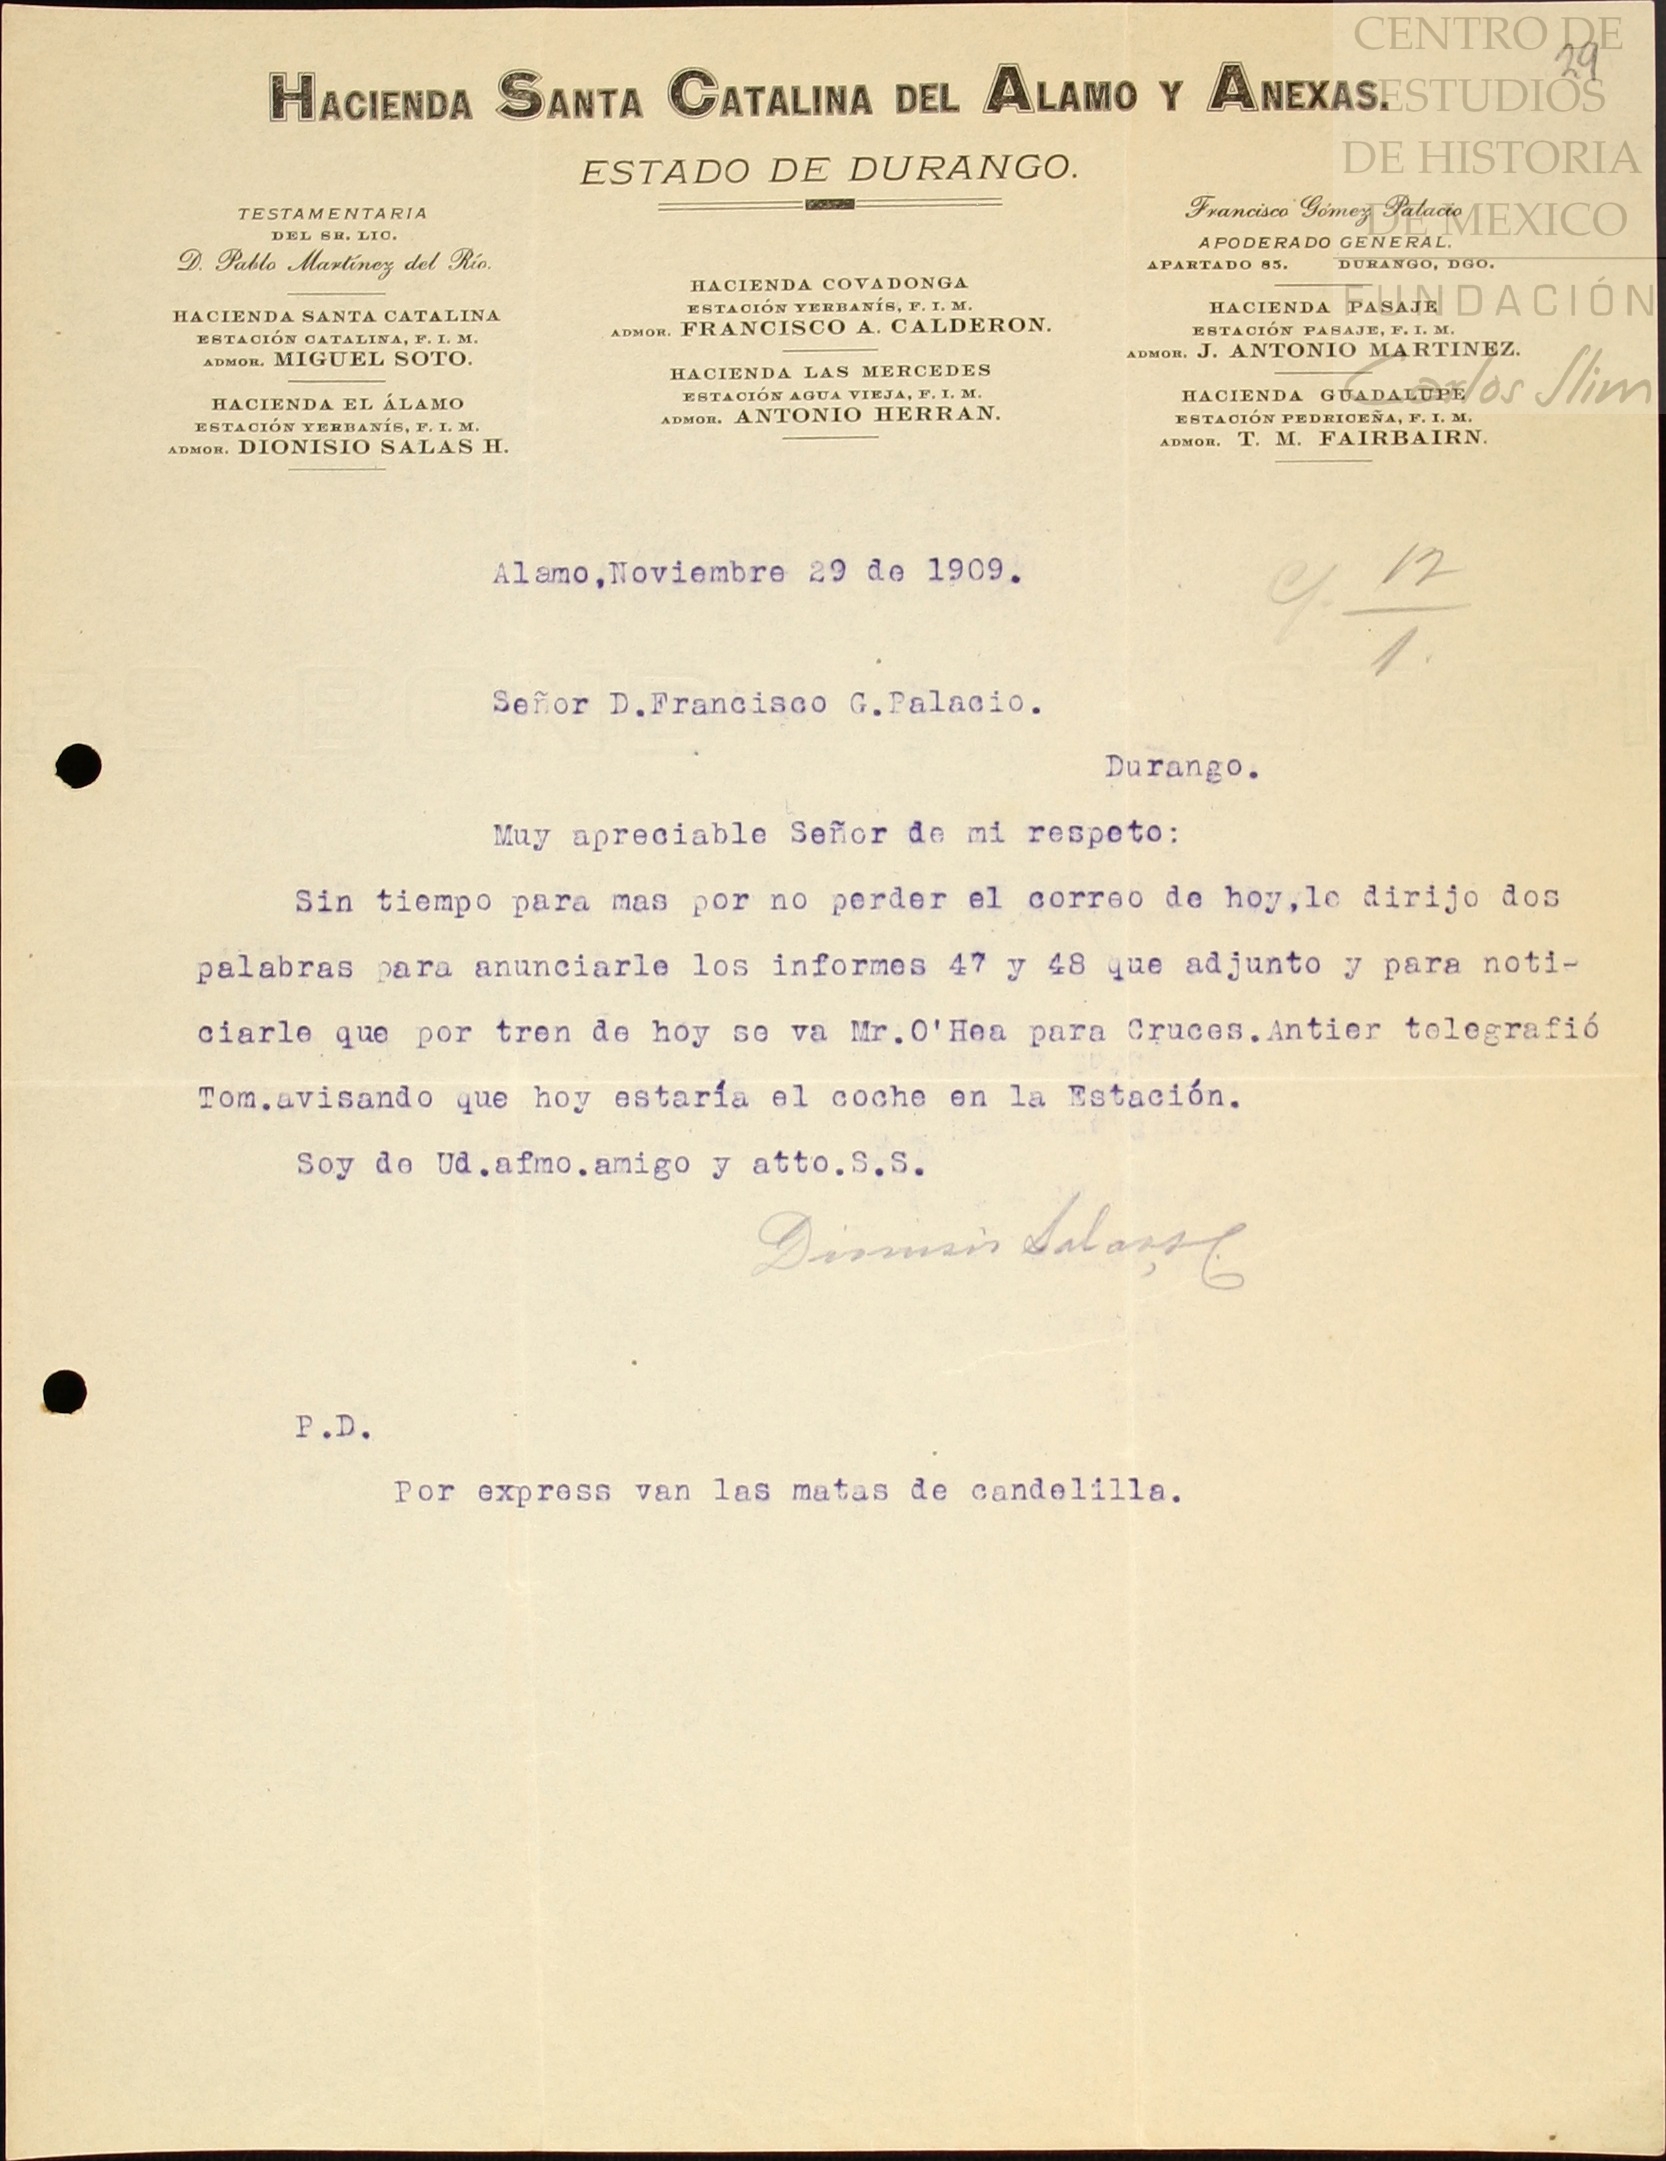 CENTRO DE
ESTUDIOS
DE HISTORIA
DE MEXICO
FUNDACIÓN
Carlos Slim
29
HACIENDA SANTA CATALINA DEL ALAMO Y ANEXAS.
ESTADO DE DURANGO.
TESTAMENTARIA
DEL SR. LIC.
D. Pablo Martínez del Río.
HACIENDA SANTA CATALINA
ESTACIÓN CATALINA, F. I. M.
ADMOR. MIGUEL SOTO.
HACIENDA EL ÁLAMO
ESTACIÓN YERBANÍS, F. I. M.
ADMOR. DIONISIO SALAS H.
HACIENDA COVADONGA
ESTACIÓN YERBANÍS, F. I. M.
ADMOR. FRANCISCO A. CALDERON.
HACIENDA LAS MERCEDES
ESTACIÓN AGUA VIEJA, F. I. M.
ADMOR. ANTONIO HERRAN.
Francisco Gómez Palacio
APODERADO GENERAL.
APARTADO 85. DURANGO, DGO.
HACIENDA PASAJE
ESTACIÓN PASAJE, F. I. M.
ADMOR. J. ANTONIO MARTINEZ.
HACIENDA GUADALUPE
ESTACIÓN PEDRICEÑA, F. I. M.
ADMOR. T. M. FAIRBAIRN.
Alamo,Noviembre 29 de 1909.
12
1.
Señor D.Francisco G.Palacio.
Durango.
Muy apreciable Señor de mi respeto:
Sin tiempo para mas por no perder el correo de hoy,le dirijo dos
palabras para anunciarle los informes 47 y 48 que adjunto y para noti-
ciarle que por tren de hoy se va Mr.O'Hea para Cruces.Antier telegrafió
Tom.avisando que hoy estaría el coche en la Estación.
Soy de Ud.afmo.amigo y atto.S.S.
Dionisio Salas H.
P.D.
Por express van las matas de candelilla.